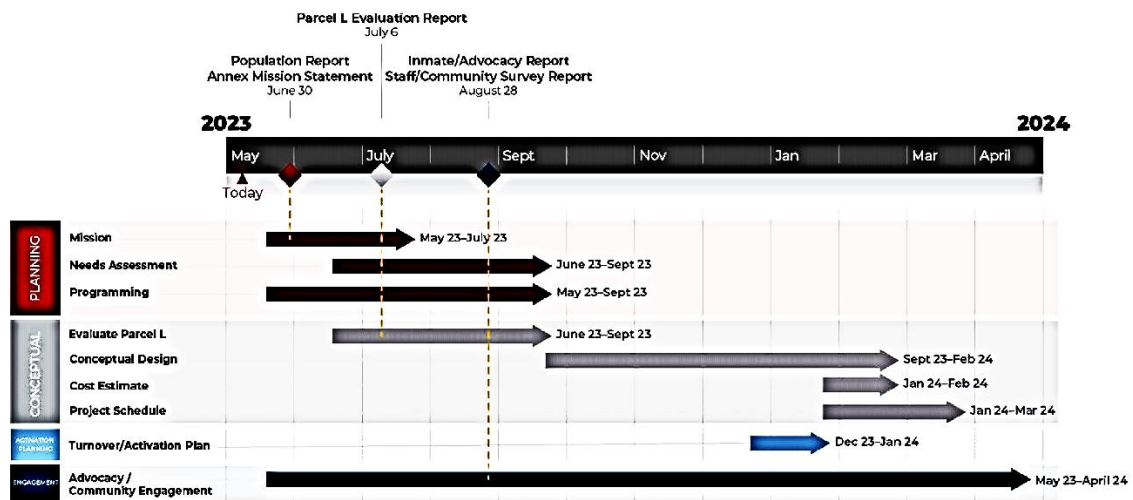 Parcel L Evaluation Report
July 6
Population Report
Annex Mission Statement
June 30
Inmate/Advocacy Report
Staff/Community Survey Report
August 28
2023
2024
May
July
Sept
Nov
Jan
Mar
April
Today
PLANNING
Mission
May 23–July 23
Needs Assessment
June 23–Sept 23
Programming
May 23–Sept 23
CONCEPTUAL
Evaluate Parcel L
June 23–Sept 23
Conceptual Design
Sept 23–Feb 24
Cost Estimate
Jan 24–Feb 24
Project Schedule
Jan 24–Mar 24
ACTIVATION
PLANNING
Turnover/Activation Plan
Dec 23–Jan 24
ENGAGEMENT
Advocacy /
Community Engagement
May 23–April 24